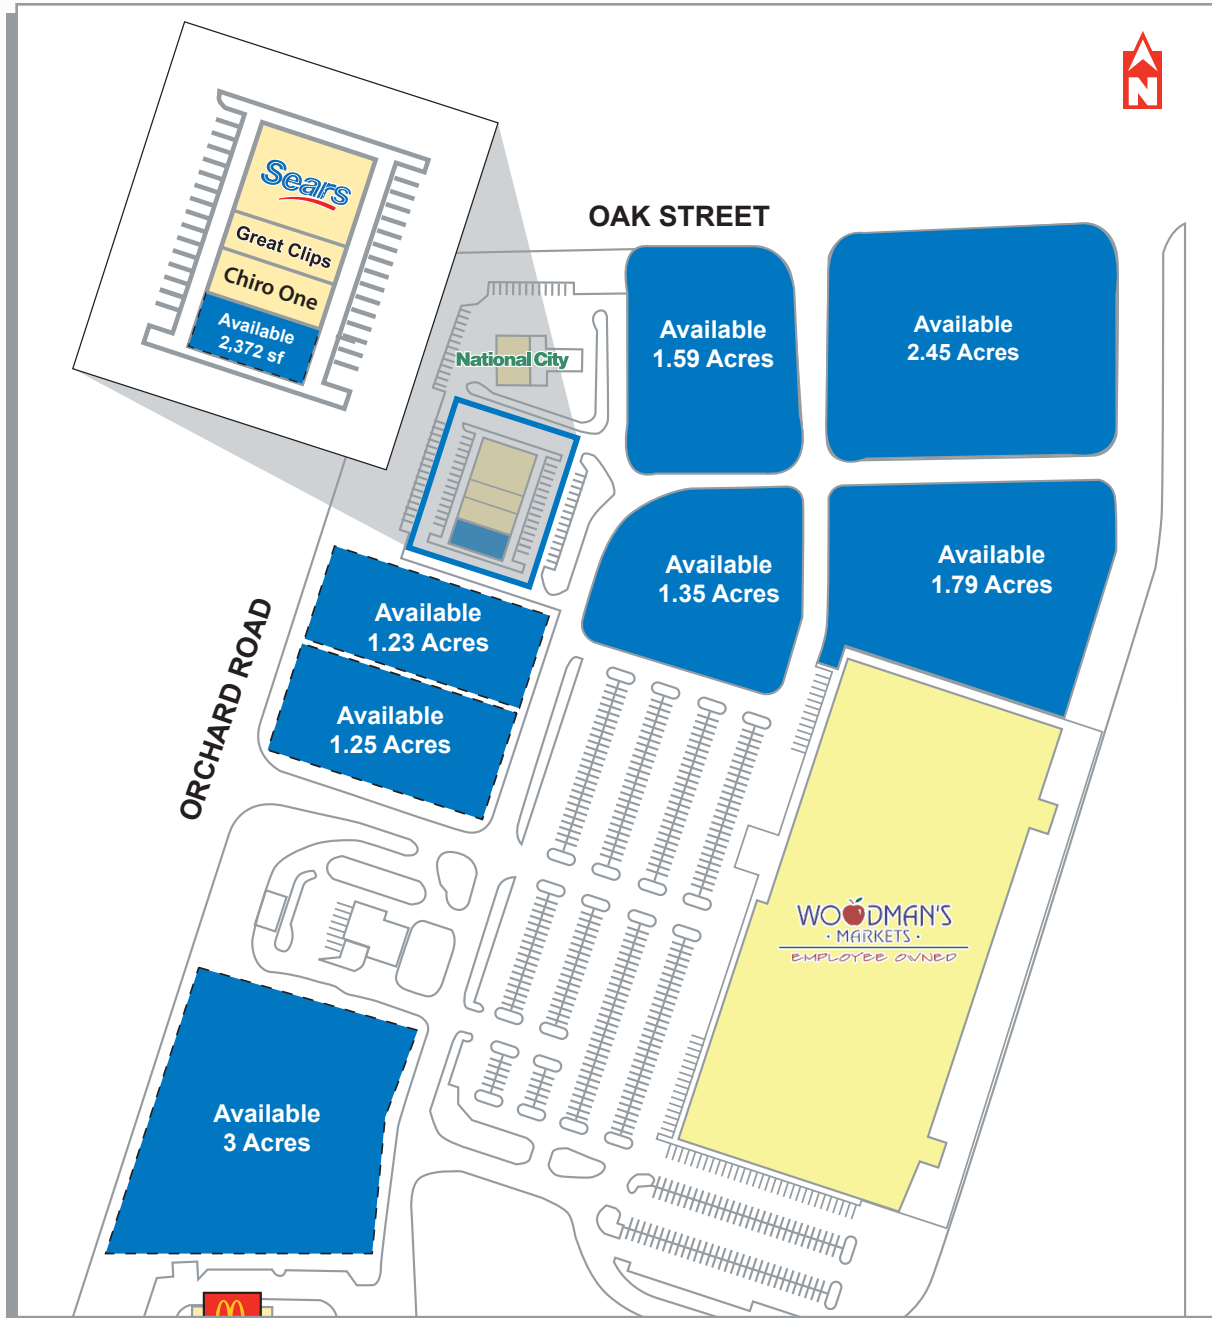 N
OAK STREET
Sears
Great Clips
Chiro One
Available
2,372 sf
National City
Available
1.59 Acres
Available
2.45 Acres
Available
1.35 Acres
Available
1.79 Acres
Available
1.23 Acres
Available
1.25 Acres
ORCHARD ROAD
WOODMAN'S
· MARKETS ·
EMPLOYEE OWNED
Available
3 Acres